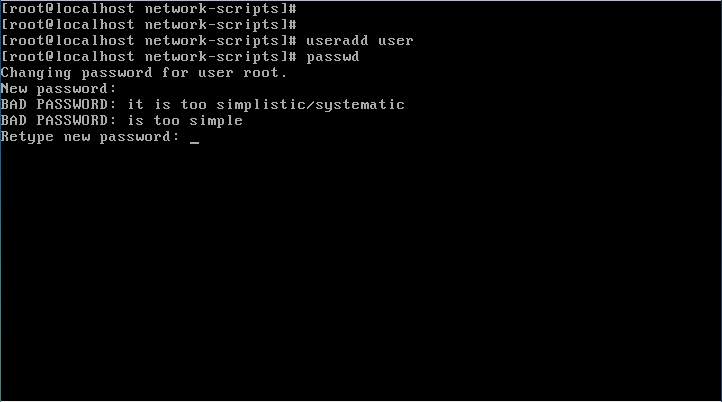 [root@localhost network-scripts]#
[root@localhost network-scripts]#
[root@localhost network-scripts]# useradd user
[root@localhost network-scripts]# passwd
Changing password for user root.
New password:
BAD PASSWORD: it is too simplistic/systematic
BAD PASSWORD: is too simple
Retype new password: _